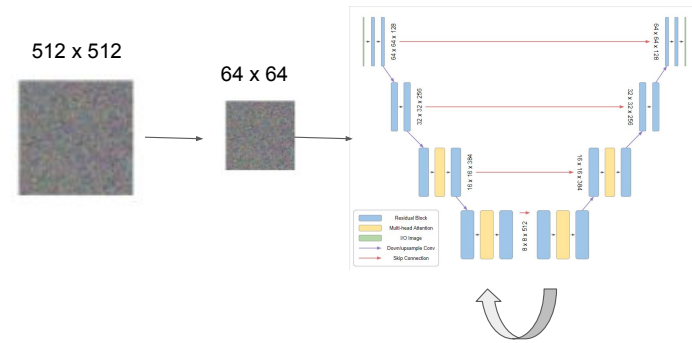 512 x 512
64 x 64
64 x 64 x 128
64 x 64 x 128
32 x 32 x 256
32 x 32 x 256
16 x 16 x 384
16 x 16 x 384
8 x 8 x 512
Residual Block
Multi-head Attention
I/O Image
Down/upsample Conv
Skip Connection